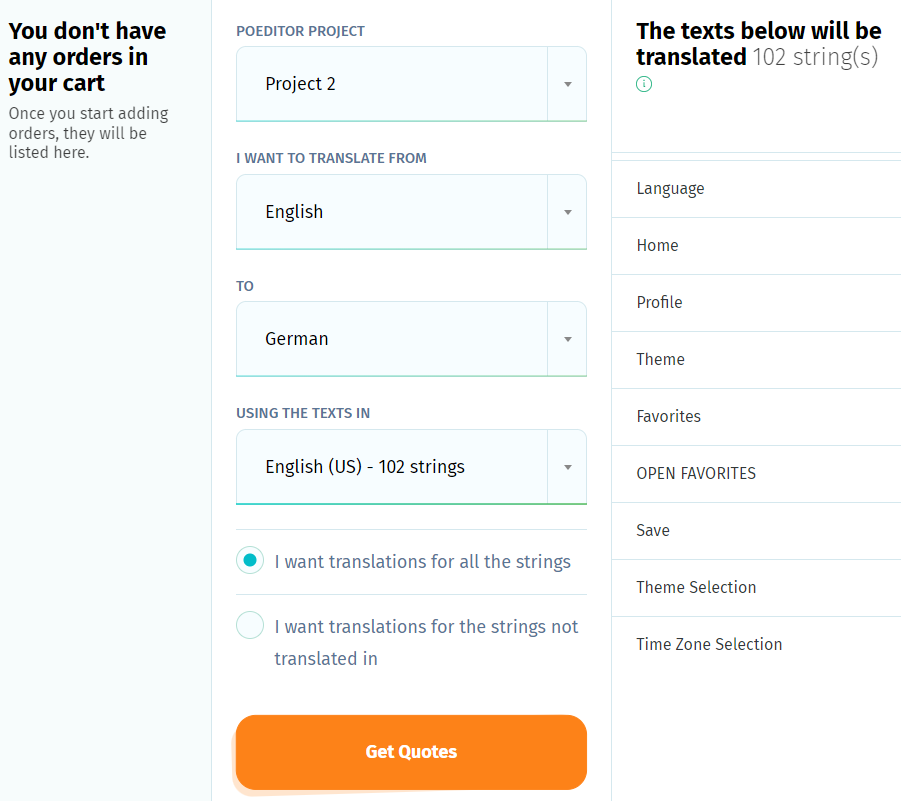 You don't have
any orders in
your cart
Once you start adding
orders, they will be
listed here.
POEDITOR PROJECT
Project 2
I WANT TO TRANSLATE FROM
English
TO
German
USING THE TEXTS IN
English (US) - 102 strings
I want translations for all the strings
I want translations for the strings not
translated in
Get Quotes
The texts below will be
translated 102 string(s)
i
Language
Home
Profile
Theme
Favorites
OPEN FAVORITES
Save
Theme Selection
Time Zone Selection